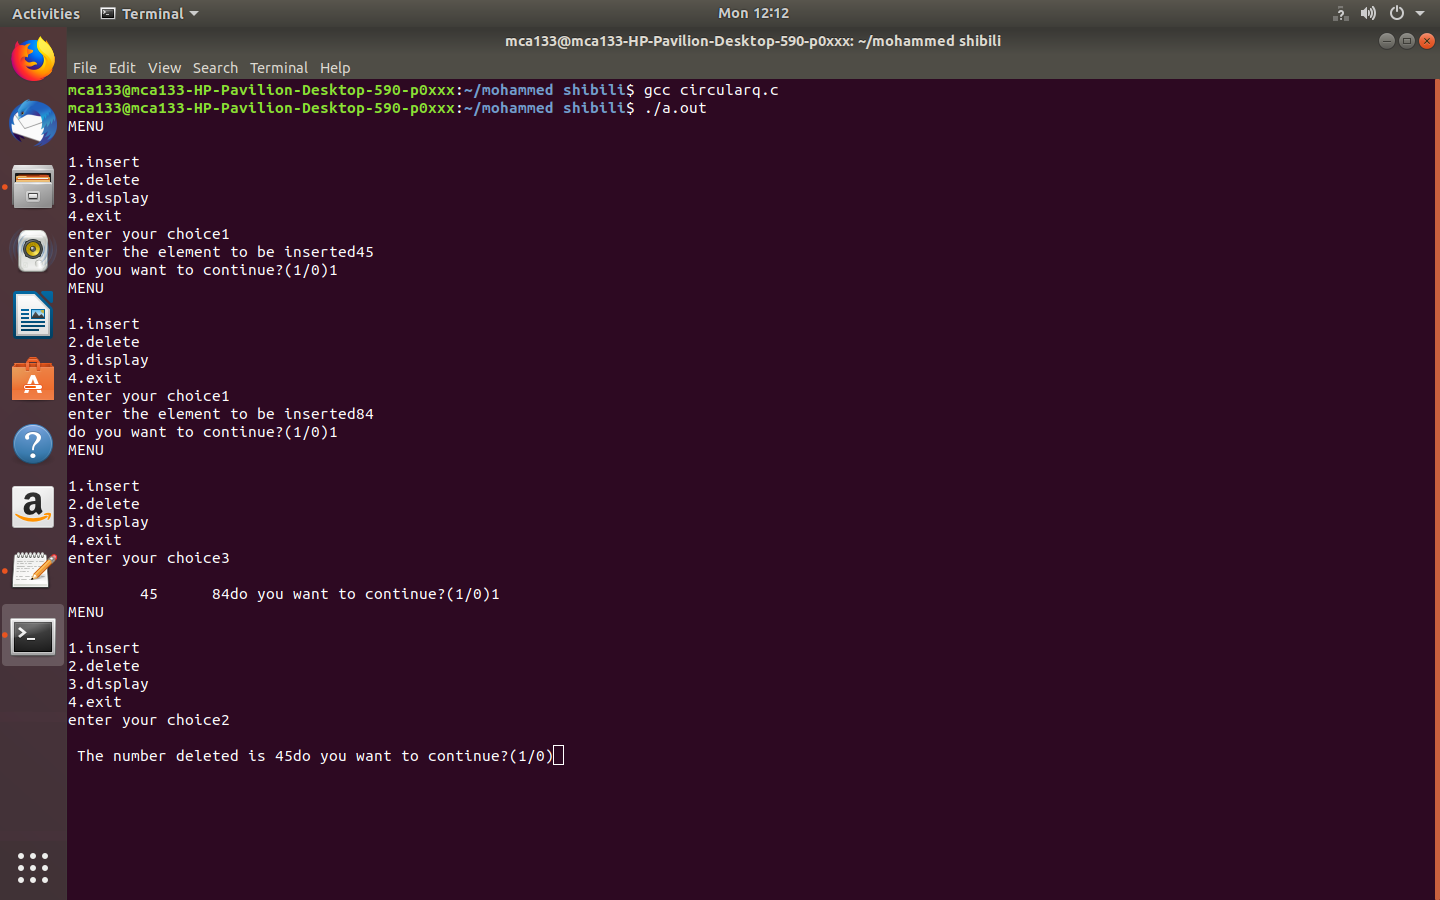 Activities Terminal Mon 12:12
mca133@mca133-HP-Pavilion-Desktop-590-p0xxx: ~/mohammed shibili
File Edit View Search Terminal Help
mca133@mca133-HP-Pavilion-Desktop-590-p0xxx:~/mohammed shibili$ gcc circularq.c
mca133@mca133-HP-Pavilion-Desktop-590-p0xxx:~/mohammed shibili$ ./a.out
MENU
1.insert
2.delete
3.display
4.exit
enter your choice1
enter the element to be inserted45
do you want to continue?(1/0)1
MENU
1.insert
2.delete
3.display
4.exit
enter your choice1
enter the element to be inserted84
do you want to continue?(1/0)1
MENU
1.insert
2.delete
3.display
4.exit
enter your choice3
45 84do you want to continue?(1/0)1
MENU
1.insert
2.delete
3.display
4.exit
enter your choice2
The number deleted is 45do you want to continue?(1/0)